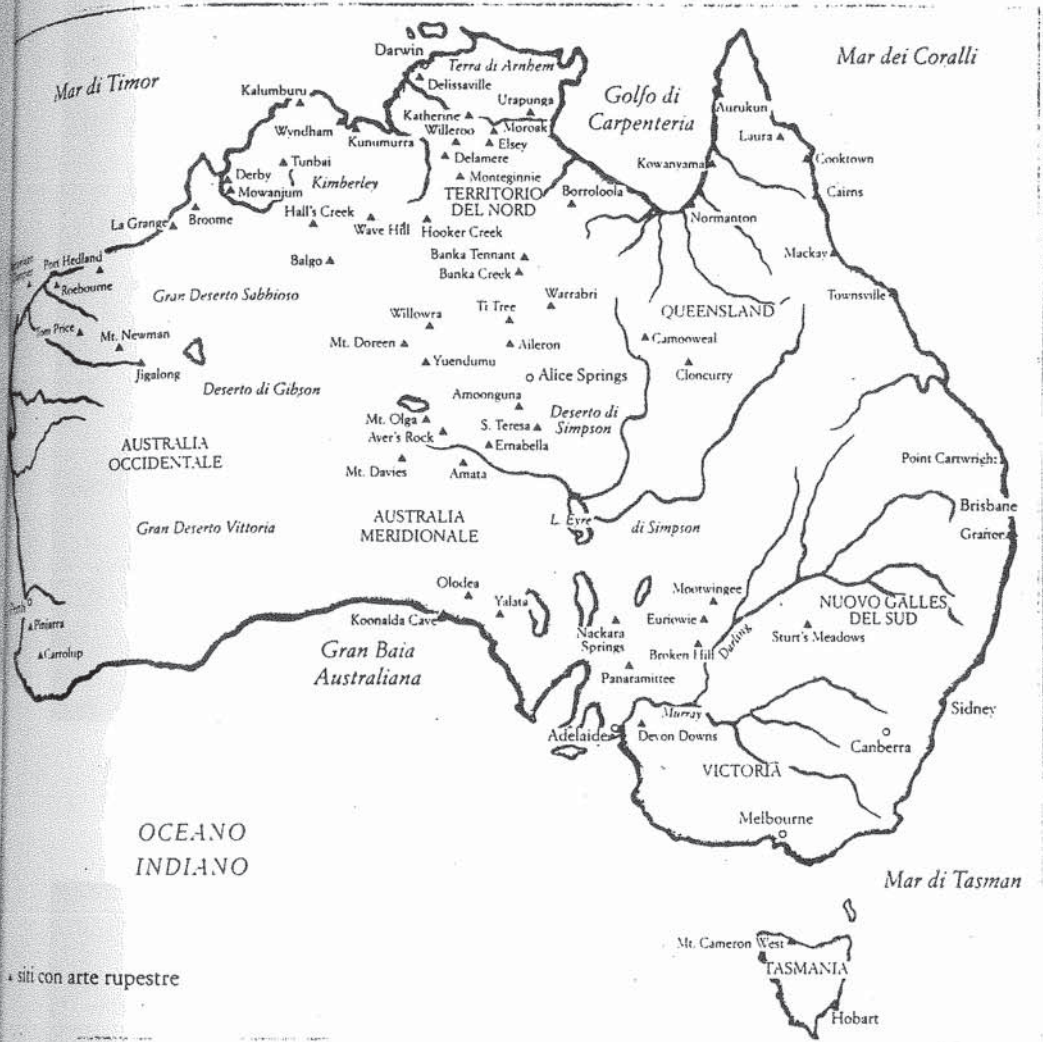 Darwin
Terra di Arnhem
Mar dei Coralli
Mar di Timor
Delissaville
Kalumburu
Urapunga
Golfo di
Carpenteria
Aurukun
Katherine
Wyndham
Willeroo
Moroak
Laura
Kunumurra
Elsey
Delamere
Kowanyama
Cooktown
Tunbai
Derby
Kimberley
Monteginnie
Mowanjum
TERRITORIO
DEL NORD
Borroloola
Cairns
Hall's Creek
La Grange
Broome
Wave Hill
Hooker Creek
Normanton
Balgo
Banka Tennant
Banka Creek
Mackay
Port Hedland
Roebourne
Gran Deserto Sabbioso
Warrabri
Townsville
Willowra
Ti Tree
QUEENSLAND
Tom Price
Mt. Newman
Mt. Doreen
Aileron
Camooweal
Jigalong
Yuendumu
Alice Springs
Cloncurry
Deserto di Gibson
Amoonguna
Mt. Olga
S. Teresa
Deserto di
Simpson
Aver's Rock
Ernabella
AUSTRALIA
OCCIDENTALE
Mt. Davies
Amata
Point Cartwright
Brisbane
Gran Deserto Vittoria
AUSTRALIA
MERIDIONALE
L. Eyre
di Simpson
Olodea
Mootwingee
Perth
Yalata
NUOVO GALLES
DEL SUD
Pinjarra
Koonalda Cave
Nackara
Springs
Euriowie
Sturt's Meadows
Carrolup
Gran Baia
Australiana
Broken Hill
Darling
Panaramittee
Murray
Sidney
Adelaide
Devon Downs
Canberra
VICTORIA
Melbourne
OCEANO
INDIANO
Mar di Tasman
Mt. Cameron West
TASMANIA
siti con arte rupestre
Hobart